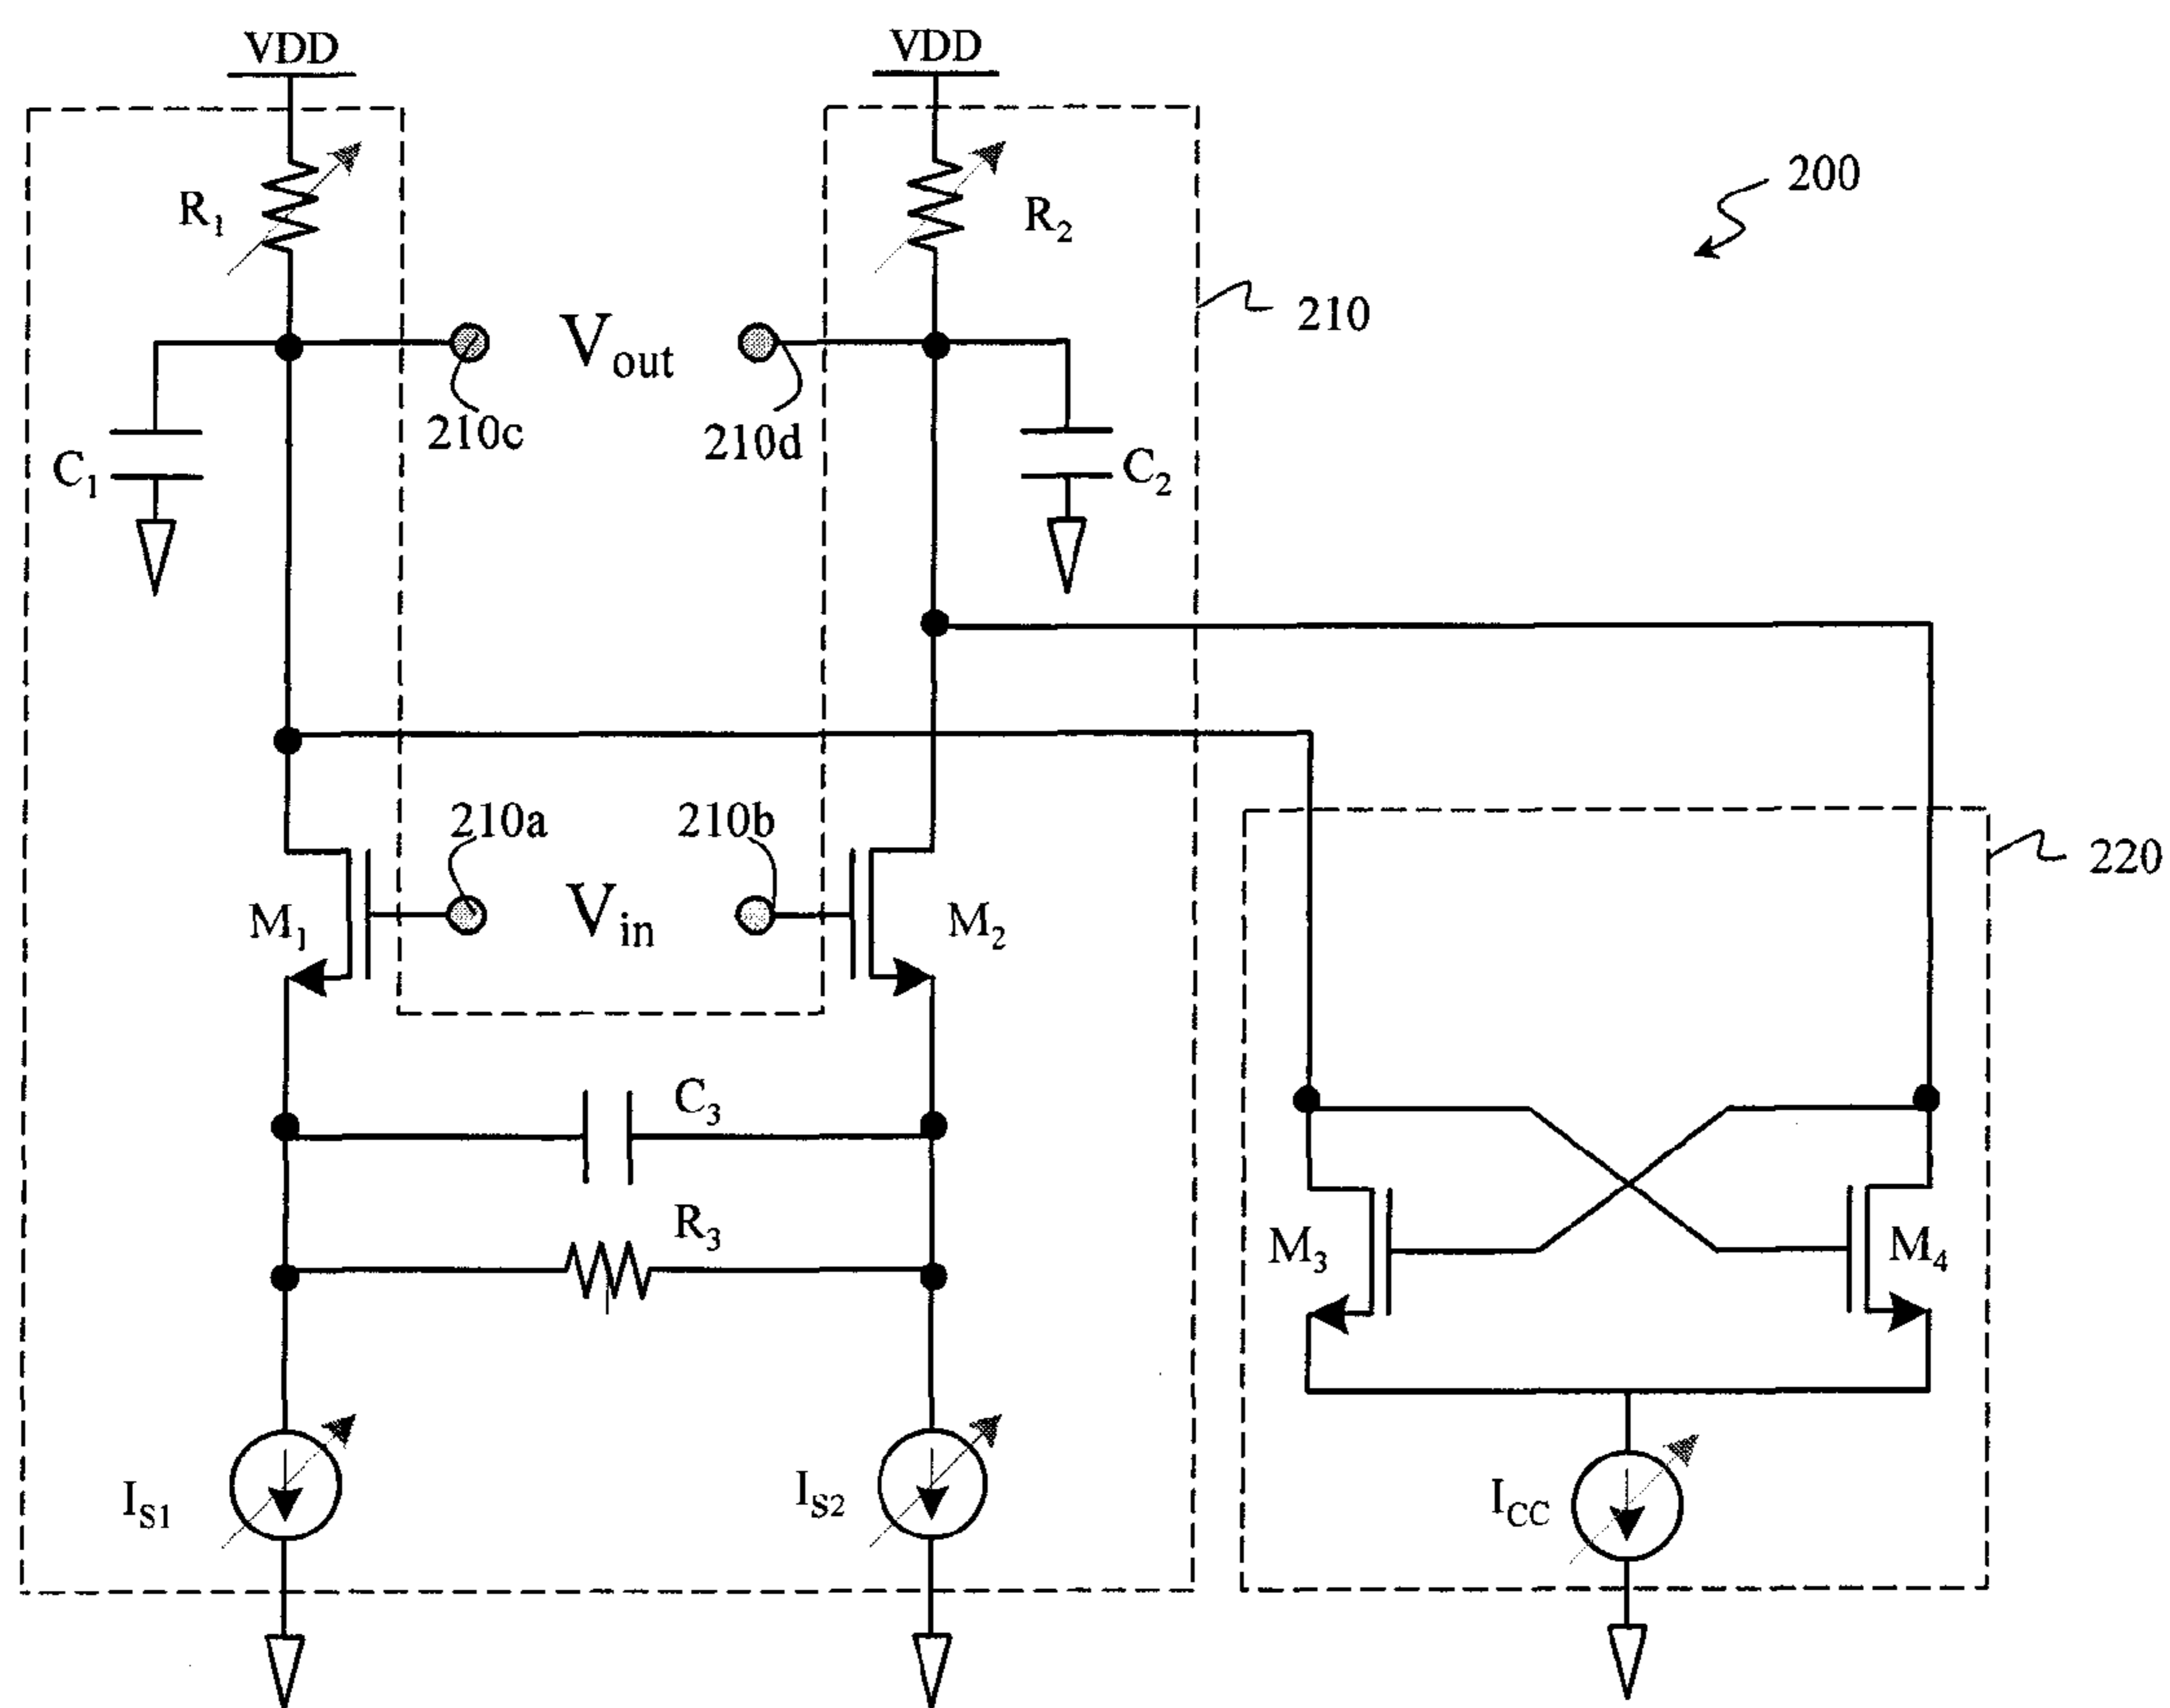 VDD
VDD
200
R1
R2
210
Vout
210c
210d
C1
C2
210a
210b
220
M1
Vin
M2
C3
R3
M3
M4
IS1
IS2
ICC